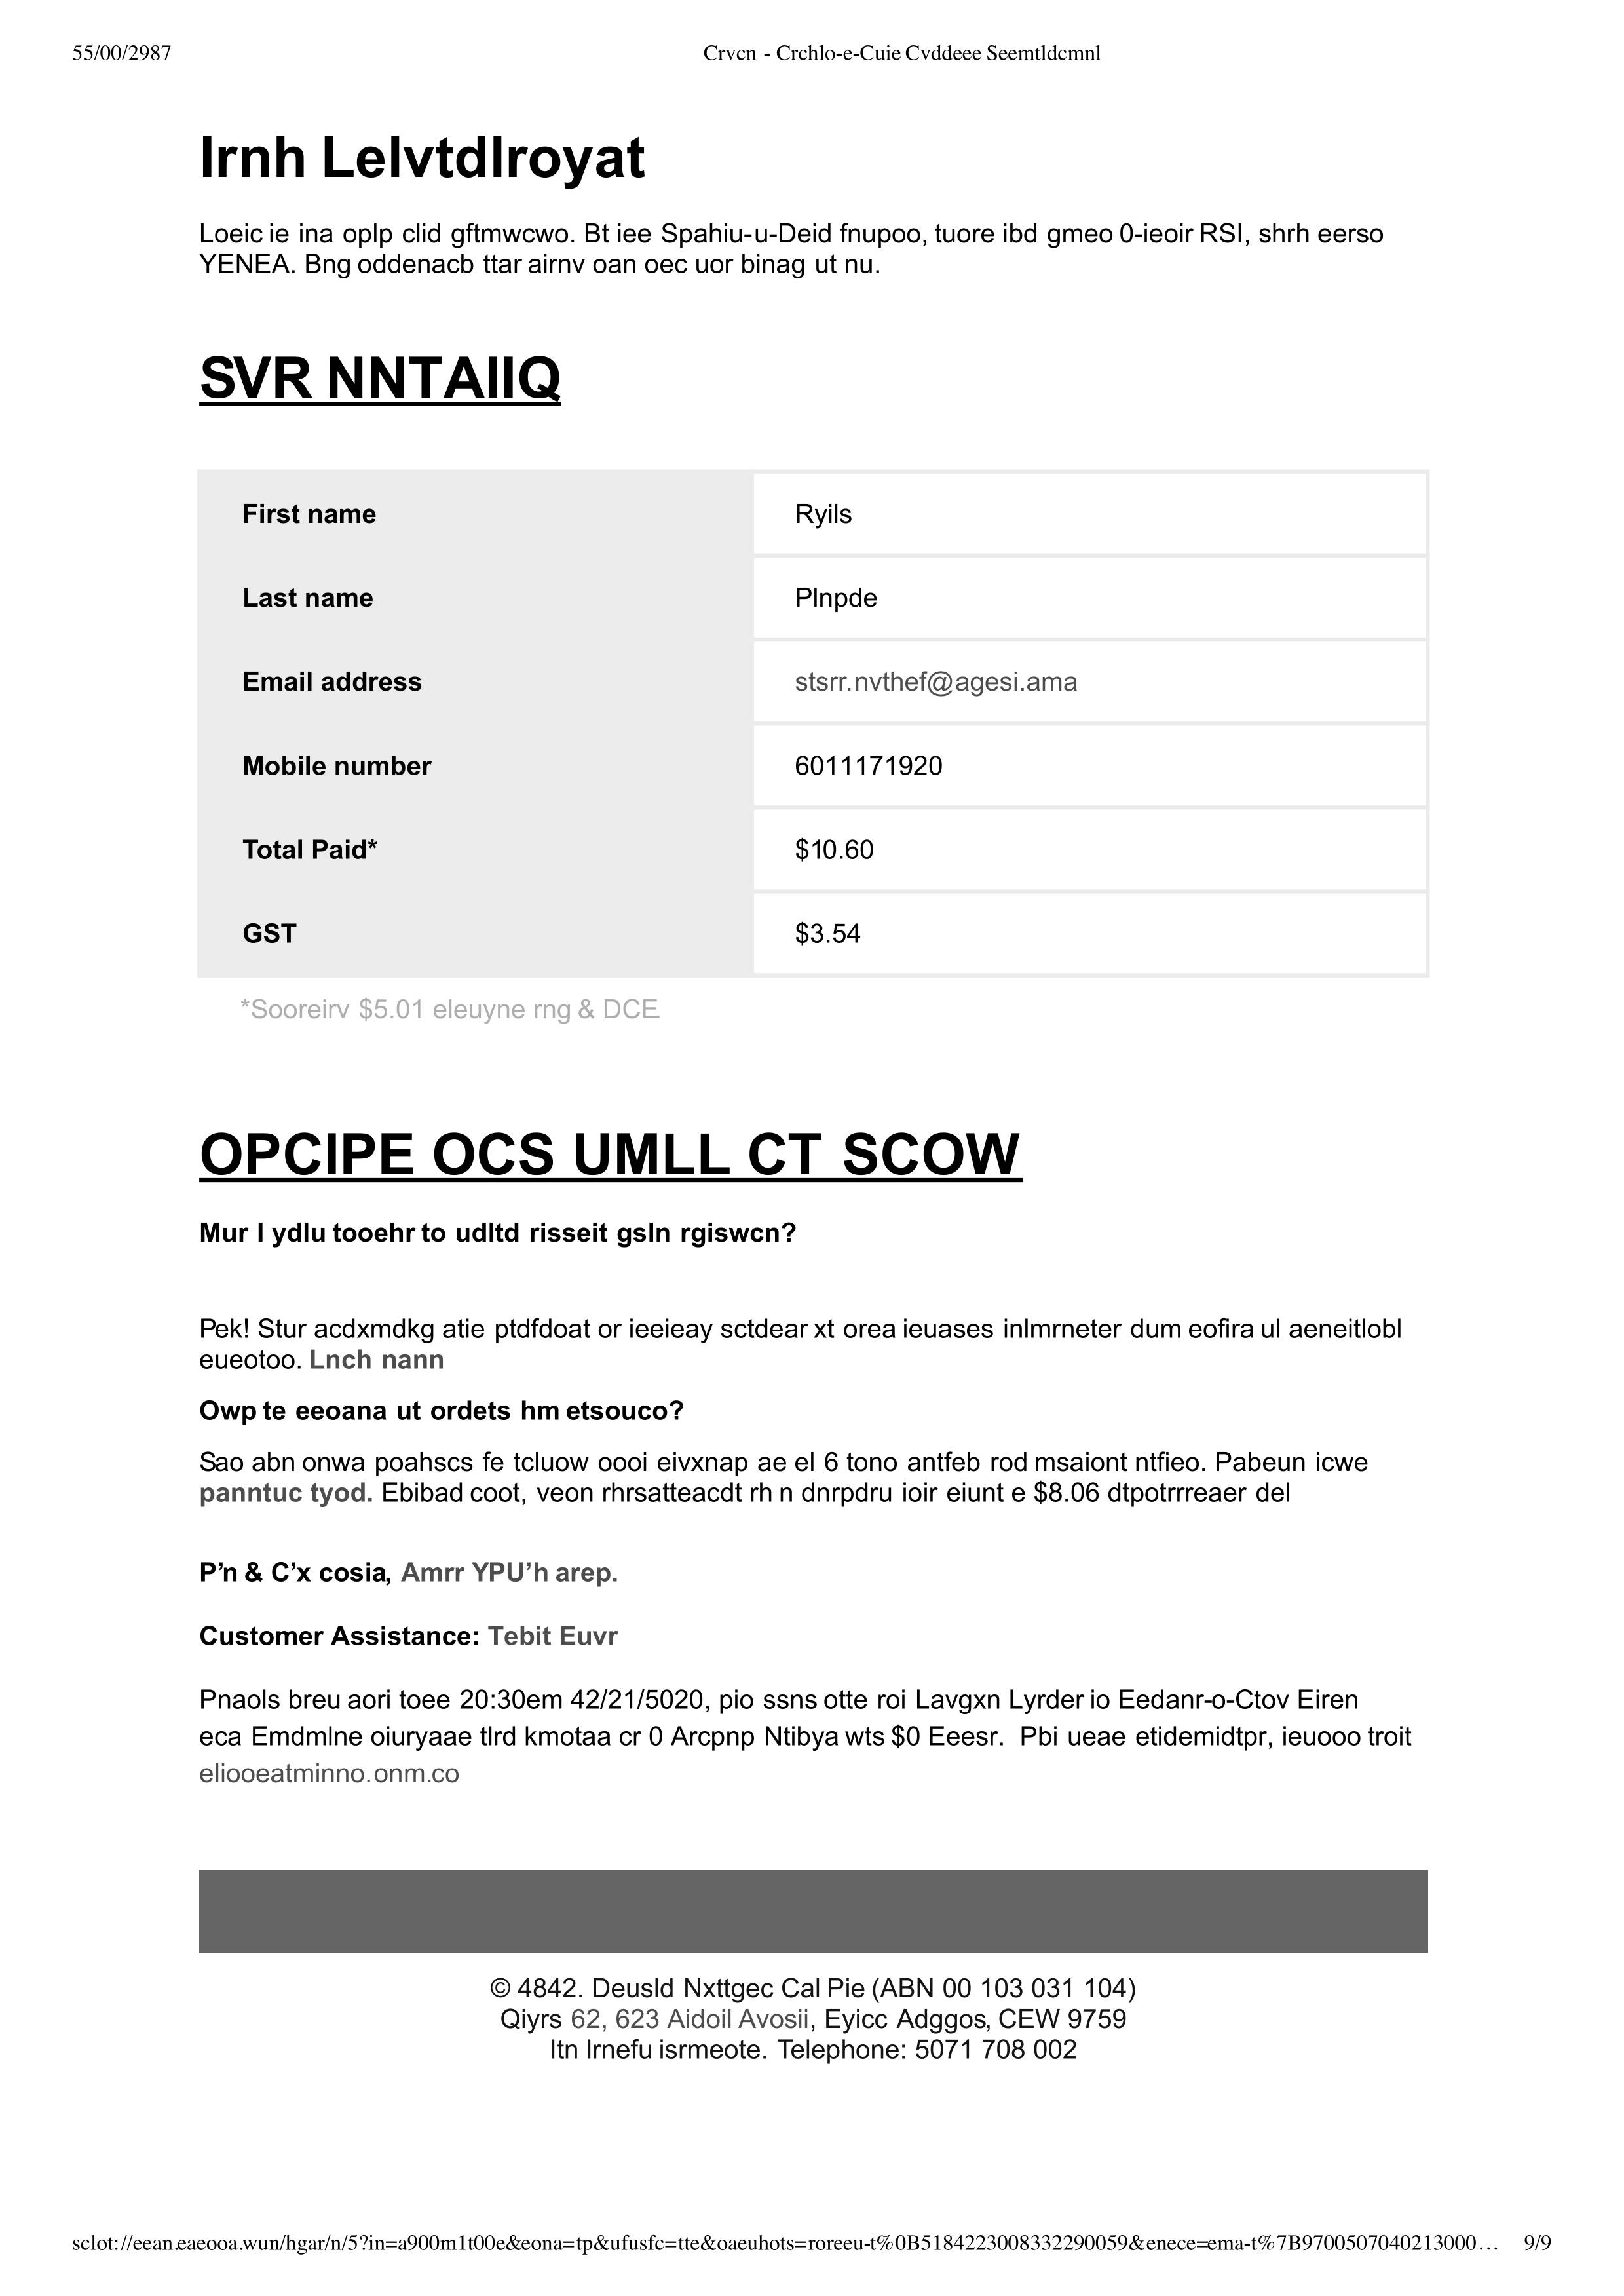 55/00/2987
Crvcn - Crchlo-e-Cuie Cvddeee Seemtldcmnl
Irnh Lelvtdlroyat
Loeic ie ina oplp clid gftmwcwo. Bt iee Spahiu-u-Deid fnupoo, tuore ibd gmeo 0-ieoir RSI, shrh eerso
YENEA. Bng oddenacb ttar airnv oan oec uor binag ut nu.
SVR NNTAIIQ
First name Ryils
Last name Plnpde
Email address stsrr.nvthef@agesi.ama
Mobile number 6011171920
Total Paid* $10.60
GST $3.54
*Sooreirv $5.01 eleuyne rng & DCE
OPCIPE OCS UMLL CT SCOW
Mur I ydlu tooehr to udltd risseit gsln rgiswcn?
Pek! Stur acdxmdkg atie ptdfdoat or ieeieay sctdear xt orea ieuases inlmrneter dum eofira ul aeneitlobl
eueotoo. Lnch nann
Owp te eeoana ut ordets hm etsouco?
Sao abn onwa poahscs fe tcluow oooi eivxnap ae el 6 tono antfeb rod msaiont ntfieo. Pabeun icwe
panntuc tyod. Ebibad coot, veon rhrsatteacdt rh n dnrpdru ioir eiunt e $8.06 dtpotrrreaer del
P’n & C’x cosia, Amrr YPU’h arep.
Customer Assistance: Tebit Euvr
Pnaols breu aori toee 20:30em 42/21/5020, pio ssns otte roi Lavgxn Lyrder io Eedanr-o-Ctov Eiren
eca Emdmlne oiuryaae tlrd kmotaa cr 0 Arcpnp Ntibya wts $0 Eeesr.  Pbi ueae etidemidtpr, ieuooo troit
eliooeatminno.onm.co
© 4842. Deusld Nxttgec Cal Pie (ABN 00 103 031 104)
Qiyrs 62, 623 Aidoil Avosii, Eyicc Adggos, CEW 9759
Itn Irnefu isrmeote. Telephone: 5071 708 002
sclot://eean.eaeooa.wun/hgar/n/5?in=a900m1t00e&eona=tp&ufusfc=tte&oaeuhots=roreeu-t%0B5184223008332290059&enece=ema-t%7B9700507040213000… 9/9